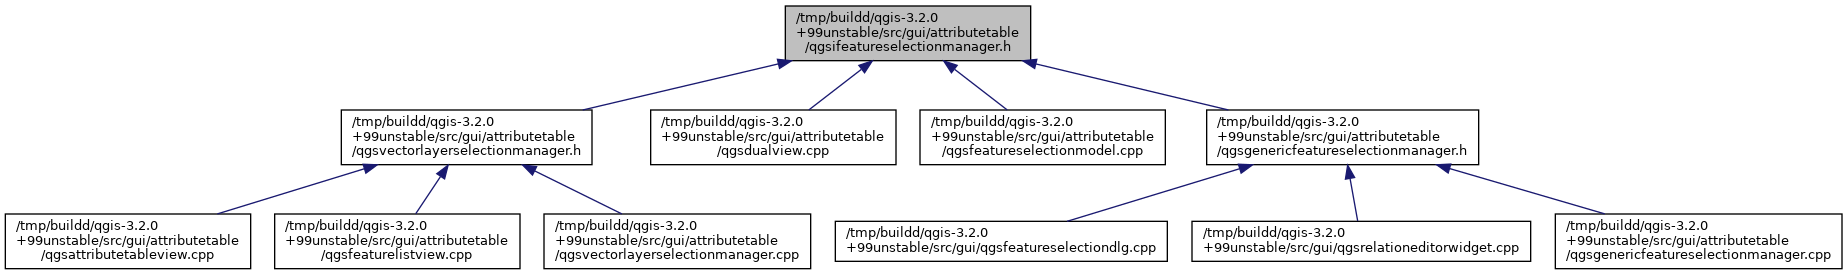 /tmp/buildd/qgis-3.2.0
+99unstable/src/gui/attributetable
/qgsifeatureselectionmanager.h
/tmp/buildd/qgis-3.2.0
+99unstable/src/gui/attributetable
/qgsvectorlayerselectionmanager.h
/tmp/buildd/qgis-3.2.0
+99unstable/src/gui/attributetable
/qgsdualview.cpp
/tmp/buildd/qgis-3.2.0
+99unstable/src/gui/attributetable
/qgsfeatureselectionmodel.cpp
/tmp/buildd/qgis-3.2.0
+99unstable/src/gui/attributetable
/qgsgenericfeatureselectionmanager.h
/tmp/buildd/qgis-3.2.0
+99unstable/src/gui/attributetable
/qgsattributetableview.cpp
/tmp/buildd/qgis-3.2.0
+99unstable/src/gui/attributetable
/qgsfeaturelistview.cpp
/tmp/buildd/qgis-3.2.0
+99unstable/src/gui/attributetable
/qgsvectorlayerselectionmanager.cpp
/tmp/buildd/qgis-3.2.0
+99unstable/src/gui/qgsfeatureselectiondlg.cpp
/tmp/buildd/qgis-3.2.0
+99unstable/src/gui/qgsrelationeditorwidget.cpp
/tmp/buildd/qgis-3.2.0
+99unstable/src/gui/attributetable
/qgsgenericfeatureselectionmanager.cpp